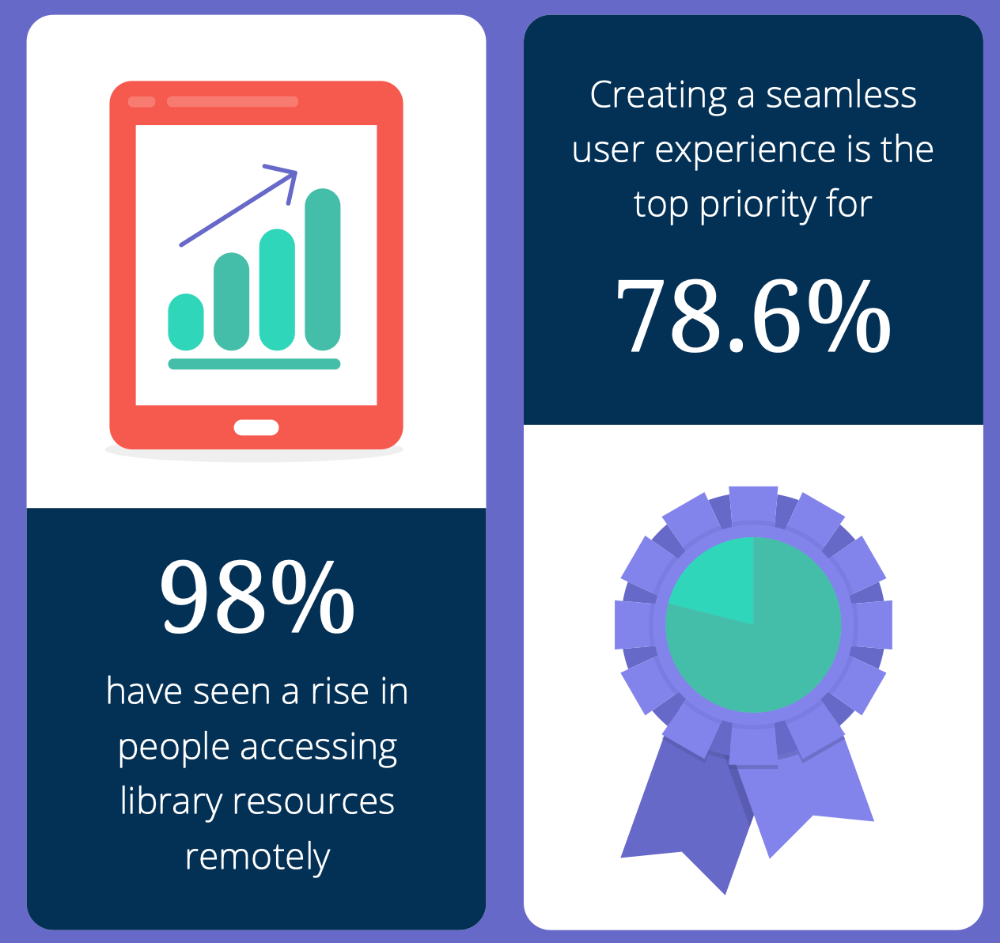 98%
have seen a rise in
people accessing
library resources
remotely
Creating a seamless
user experience is the
top priority for
78.6%